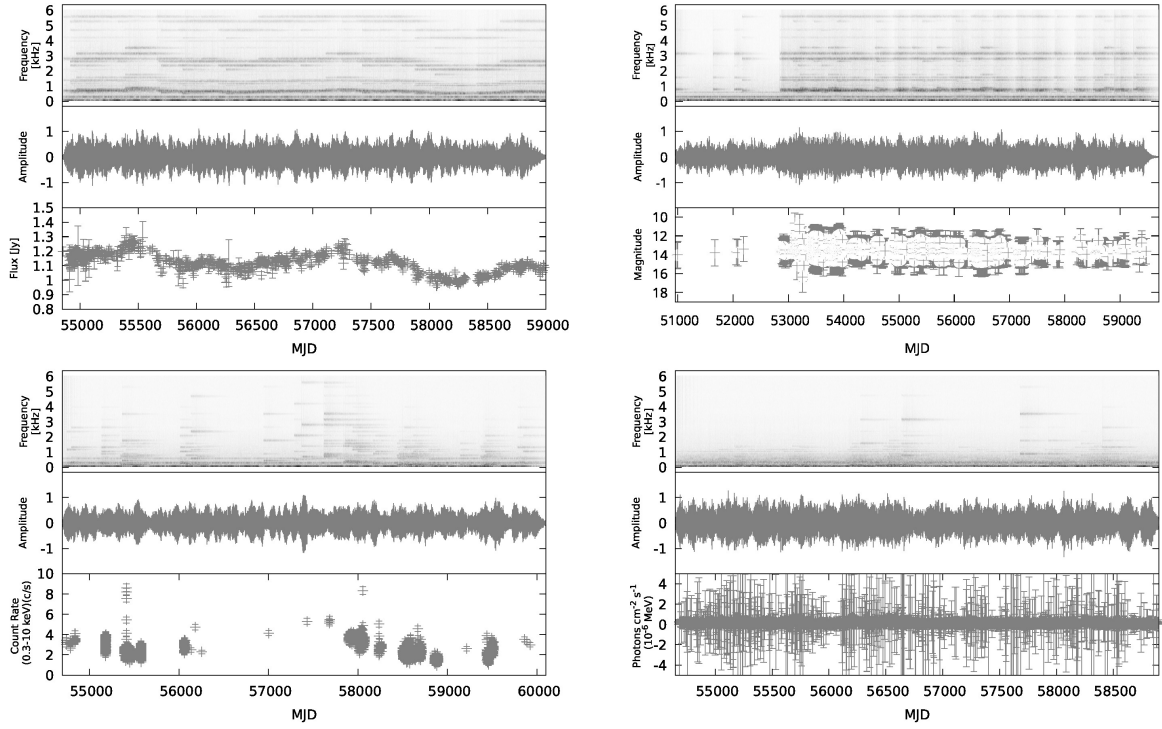 Frequency [kHz]
6
5
4
3
2
1
0
Amplitude
1
0
-1
Flux [Jy]
1.5
1.4
1.3
1.2
1.1
1
0.9
0.8
55000 55500 56000 56500 57000 57500 58000 58500 59000
MJD
Frequency [kHz]
6
5
4
3
2
1
0
Amplitude
1
0
-1
Magnitude
10
12
14
16
18
51000 52000 53000 54000 55000 56000 57000 58000 59000
MJD
Frequency [kHz]
6
5
4
3
2
1
0
Amplitude
1
0
-1
Count Rate
(0.3-10 keV)(c/s)
10
8
6
4
2
0
55000 56000 57000 58000 59000 60000
MJD
Frequency [kHz]
6
5
4
3
2
1
0
Amplitude
1
0
-1
Photons cm⁻² s⁻¹
(10⁻⁶ MeV)
4
2
0
-2
-4
55000 55500 56000 56500 57000 57500 58000 58500
MJD